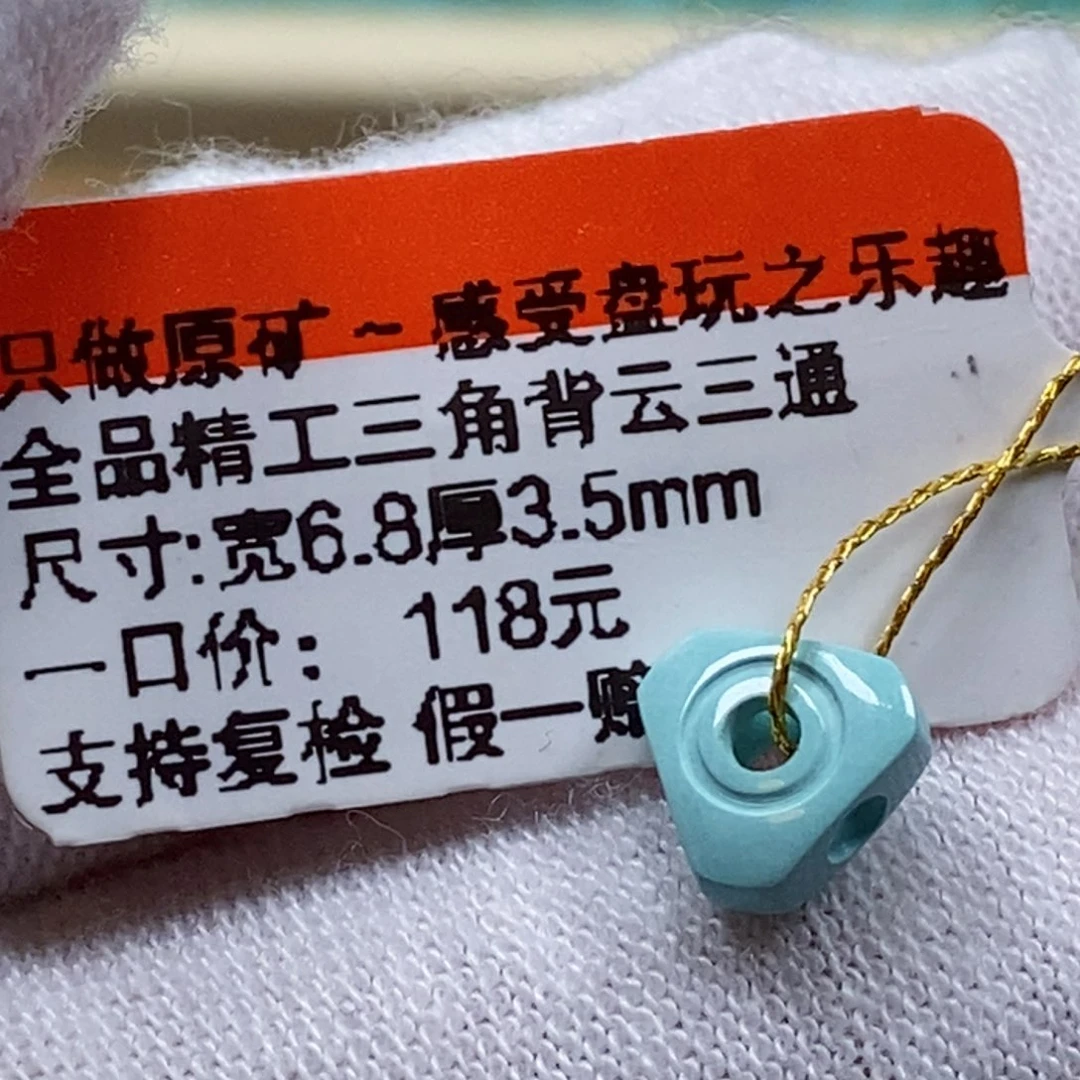 只做原矿~感受盘玩之乐趣
全品精工三角背云三通
尺寸:宽6.8厚3.5mm
一口价： 118元
支持复检 假一赔